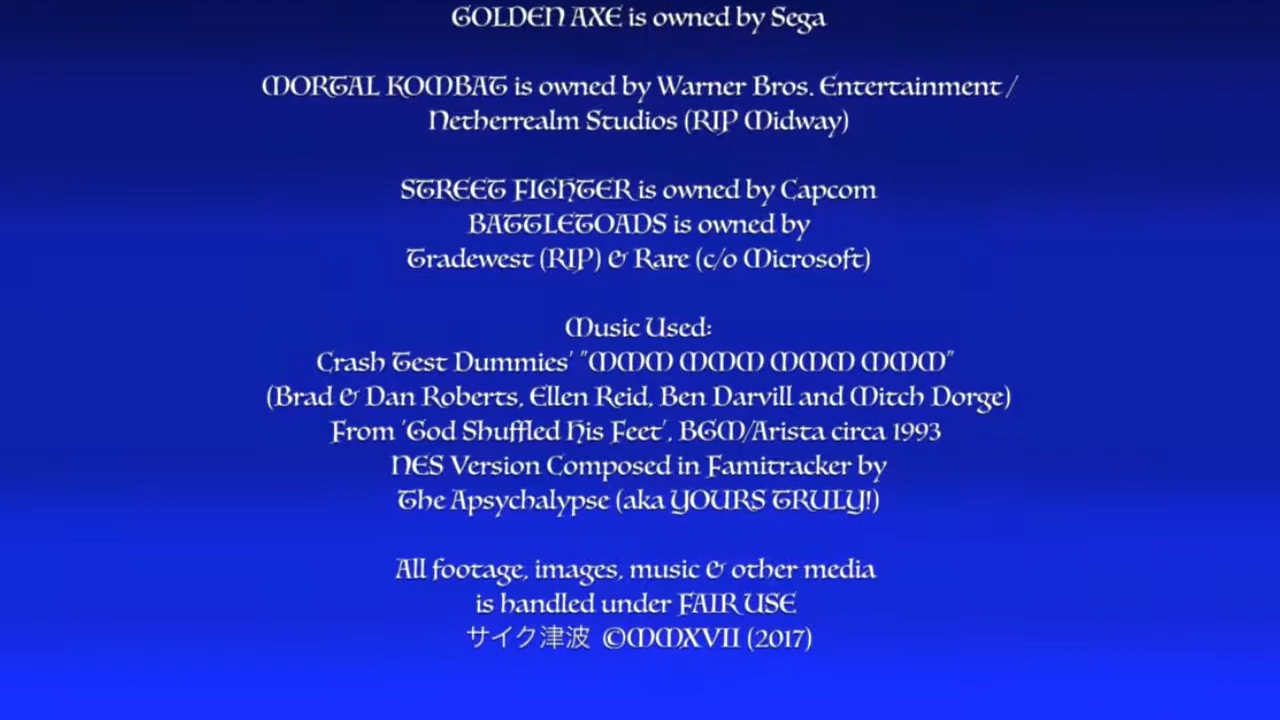 GOLDEN AXE is owned by Sega
MORTAL KOMBAT is owned by Warner Bros. Entertainment /
Netherrealm Studios (RIP Midway)
STREET FIGHTER is owned by Capcom
BATTLETOADS is owned by
Tradewest (RIP) & Rare (c/o Microsoft)
Music Used:
Crash Test Dummies' "MMM MMM MMM MMM"
(Brad & Dan Roberts, Ellen Reid, Ben Darvill and Mitch Dorge)
From 'God Shuffled His Feet', BGM/Arista circa 1993
NES Version Composed in Famitracker by
The Apsychalypse (aka YOURS TRULY!)
All footage, images, music & other media
is handled under FAIR USE
サイク津波 ©MMXVII (2017)